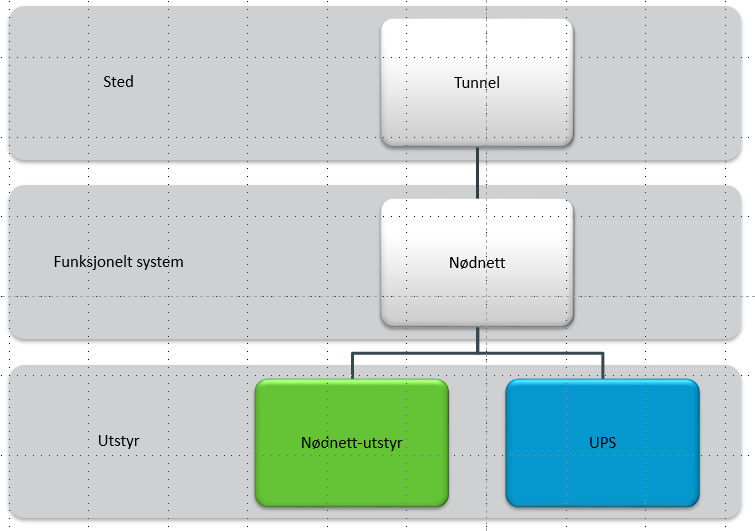 Sted
Tunnel
Funksjonelt system
Nødnett
Utstyr
Nødnett-utstyr
UPS